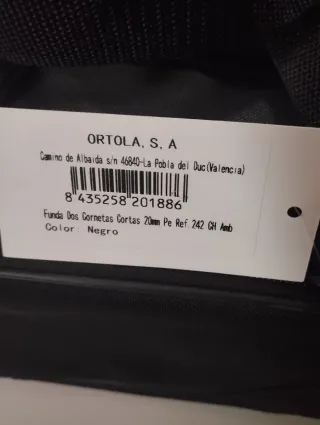 ORTOLA, S, A
Camino de Albaida s/n 46840-La Pobla del Duc(Valencia)
8 435258 201886
Funda Dos Cornetas Cortas 20mm Pe Ref 242 CH Amb
Color Negro